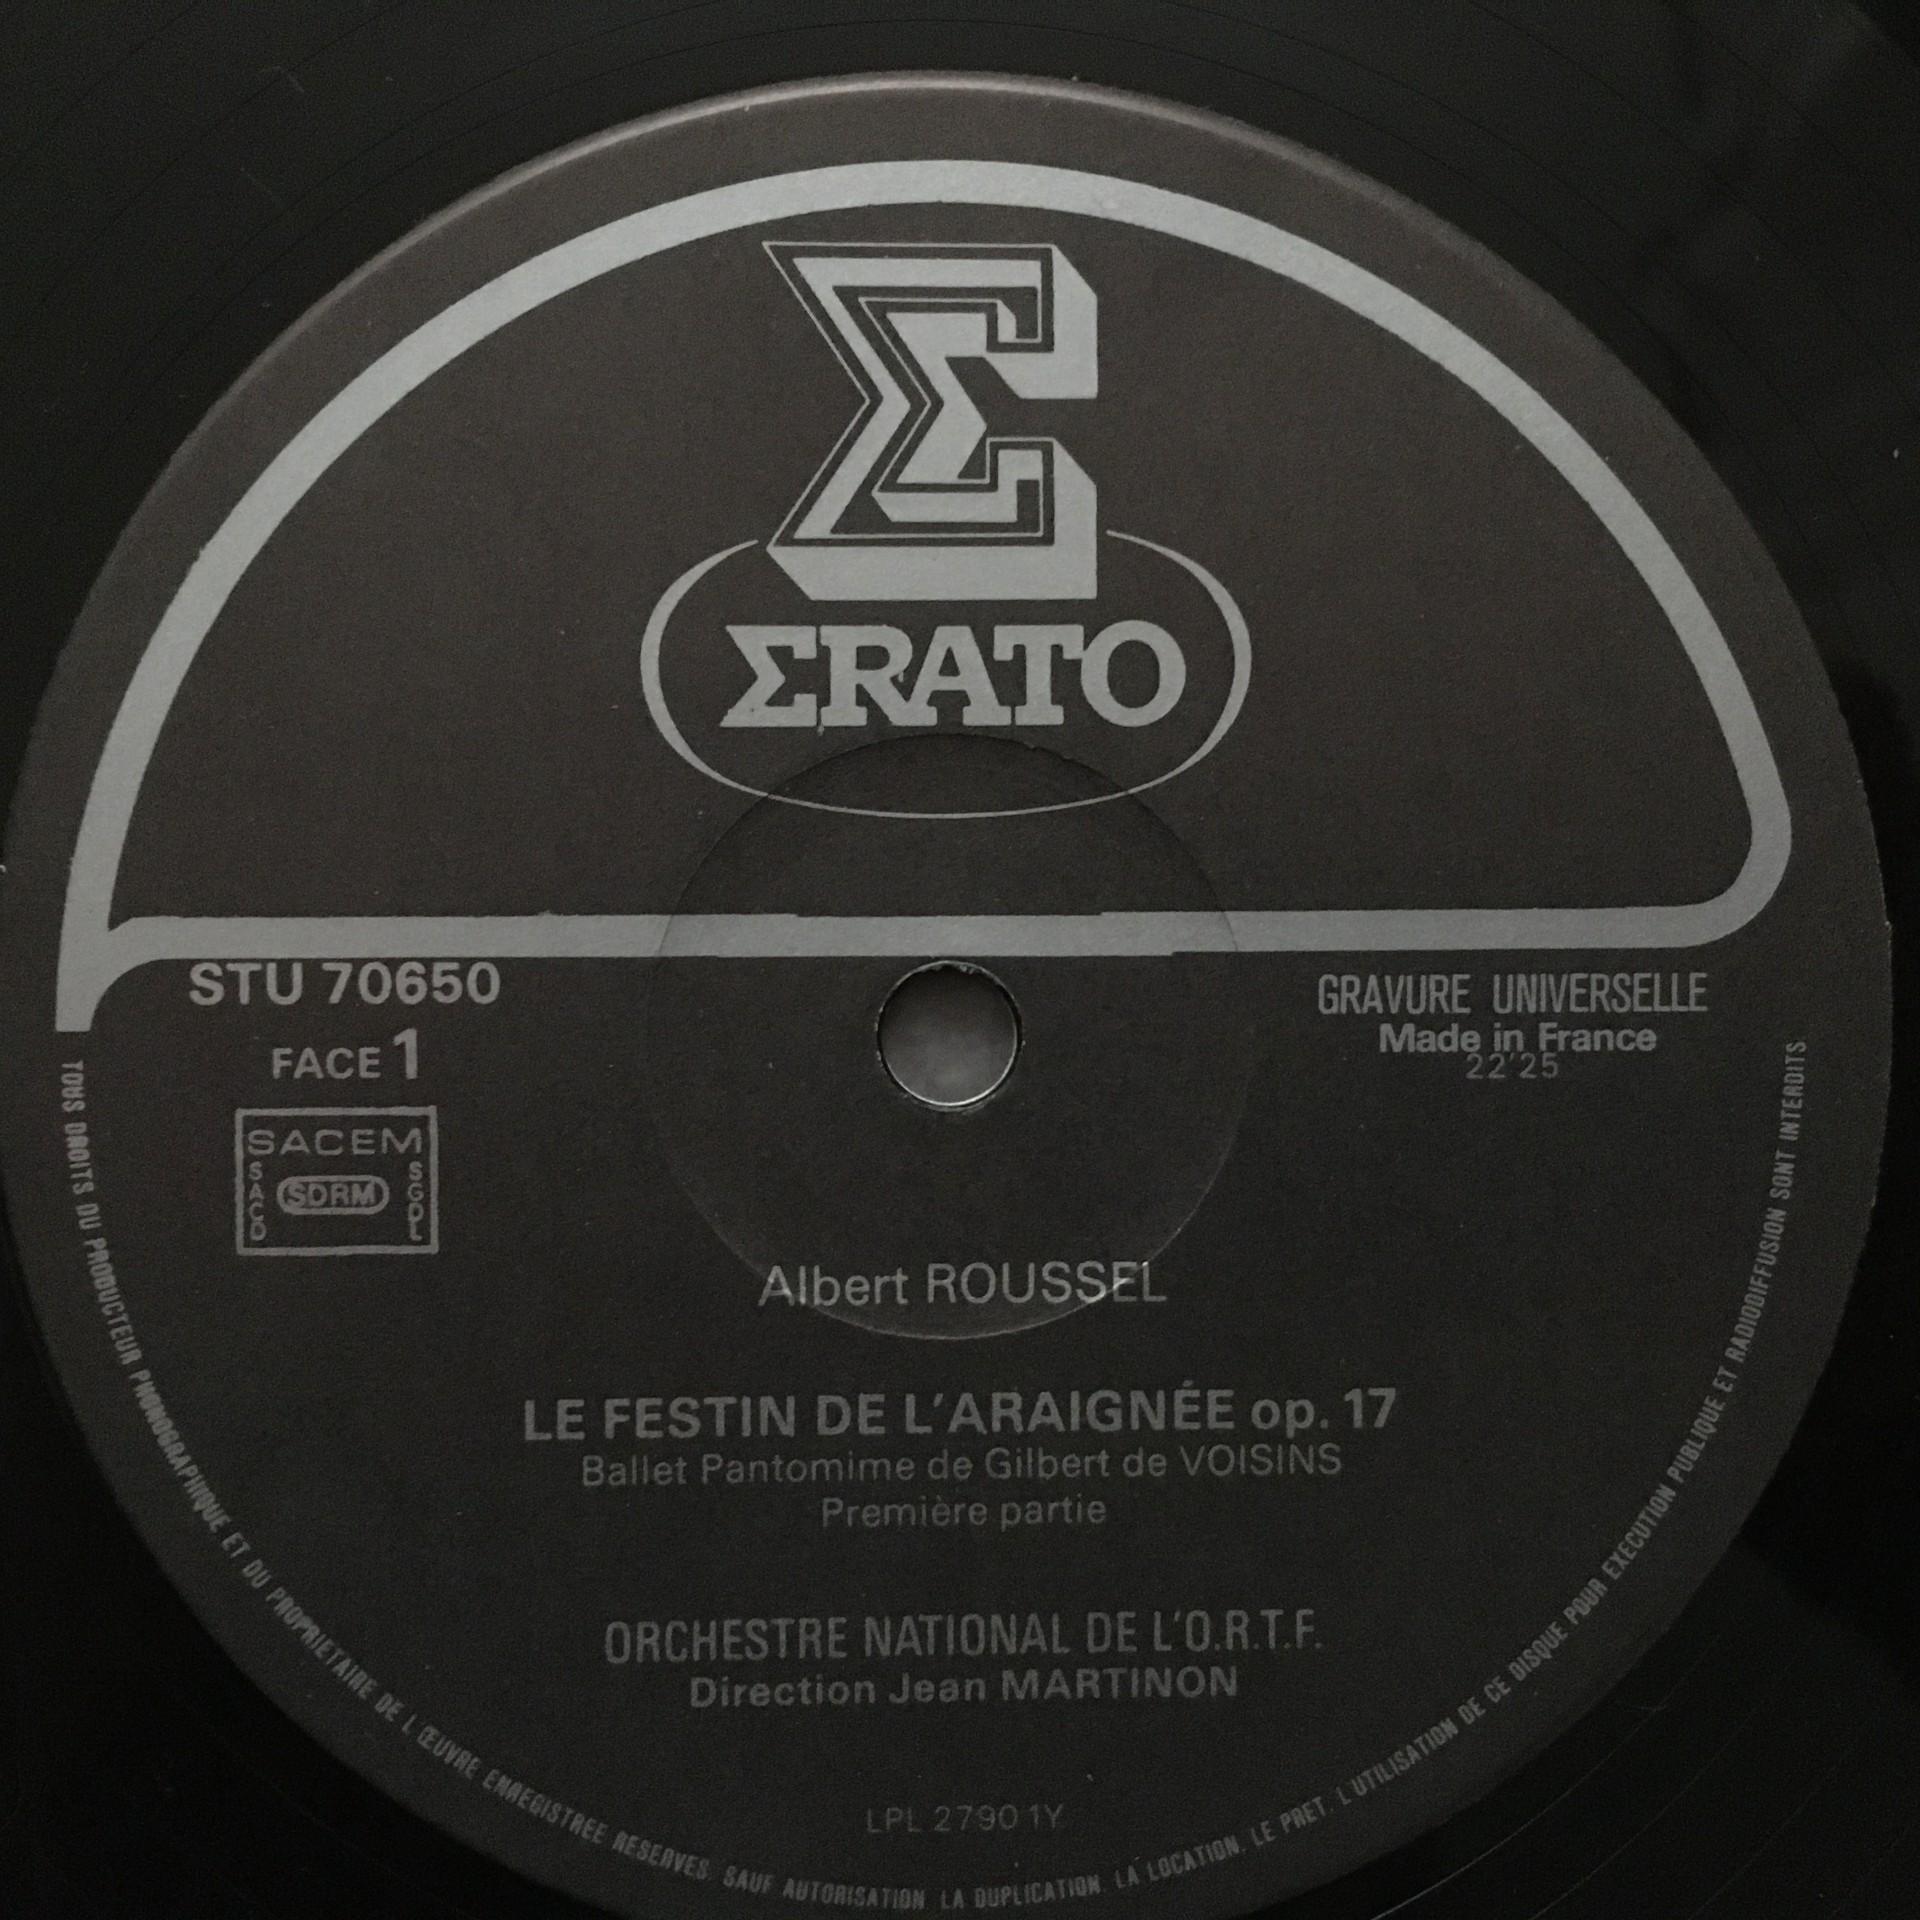 Σ
ΣRATO
STU 70650
FACE 1
GRAVURE UNIVERSELLE
Made in France
22'25
SACEM
SACD
SDRM
SGDL
Albert ROUSSEL
LE FESTIN DE L'ARAIGNÉE op. 17
Ballet Pantomime de Gilbert de VOISINS
Première partie
ORCHESTRE NATIONAL DE L'O.R.T.F.
Direction Jean MARTINON
LPL 2790 1Y
TOUS DROITS DU PRODUCTEUR PHONOGRAPHIQUE ET DU PROPRIETAIRE DE L'ŒUVRE ENREGISTREE RESERVES. SAUF AUTORISATION LA DUPLICATION. LA LOCATION. LE PRET. L'UTILISATION DE CE DISQUE POUR EXECUTION PUBLIQUE ET RADIODIFFUSION SONT INTERDITS